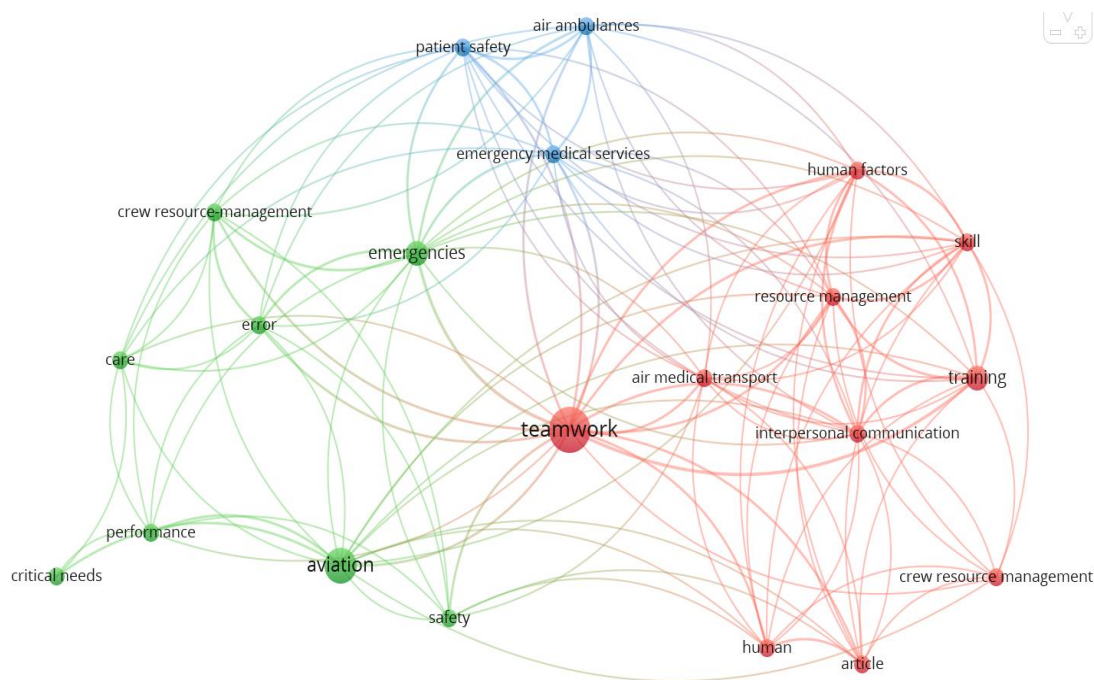 air ambulances
patient safety
emergency medical services
human factors
crew resource-management
skill
emergencies
resource management
error
care
air medical transport
training
teamwork
interpersonal communication
performance
aviation
critical needs
crew resource management
safety
human
article